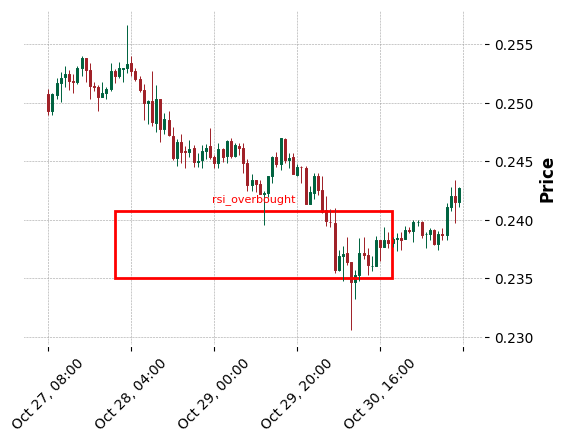 0.255
0.250
0.245
rsi_overbought
0.240
0.235
0.230
Price
Oct 27, 08:00
Oct 28, 04:00
Oct 29, 00:00
Oct 29, 20:00
Oct 30, 16:00